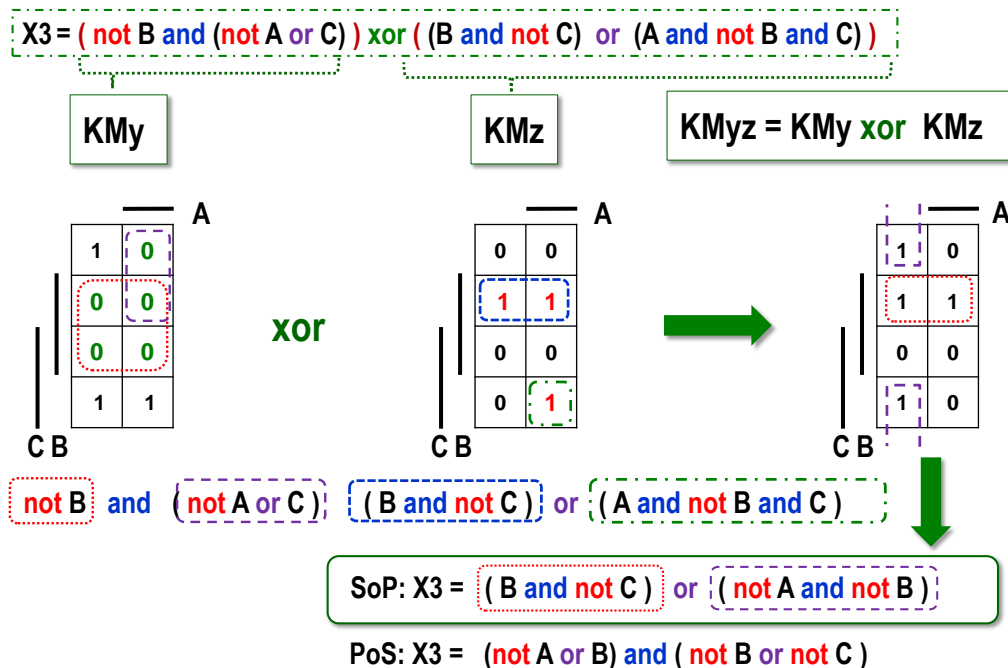 X3 = ( not B and (not A or C) ) xor ( (B and not C) or (A and not B and C) )
KMy
KMz
KMyz = KMy xor KMz
A
A
A
1 0
0 0
1 0
0 0
1 1
1 1
xor
0 0
0 0
0 0
1 1
0 1
1 0
C B
C B
C B
not B and ( not A or C ) ( B and not C ) or ( A and not B and C )
SoP: X3 = ( B and not C ) or ( not A and not B )
PoS: X3 = (not A or B) and ( not B or not C )